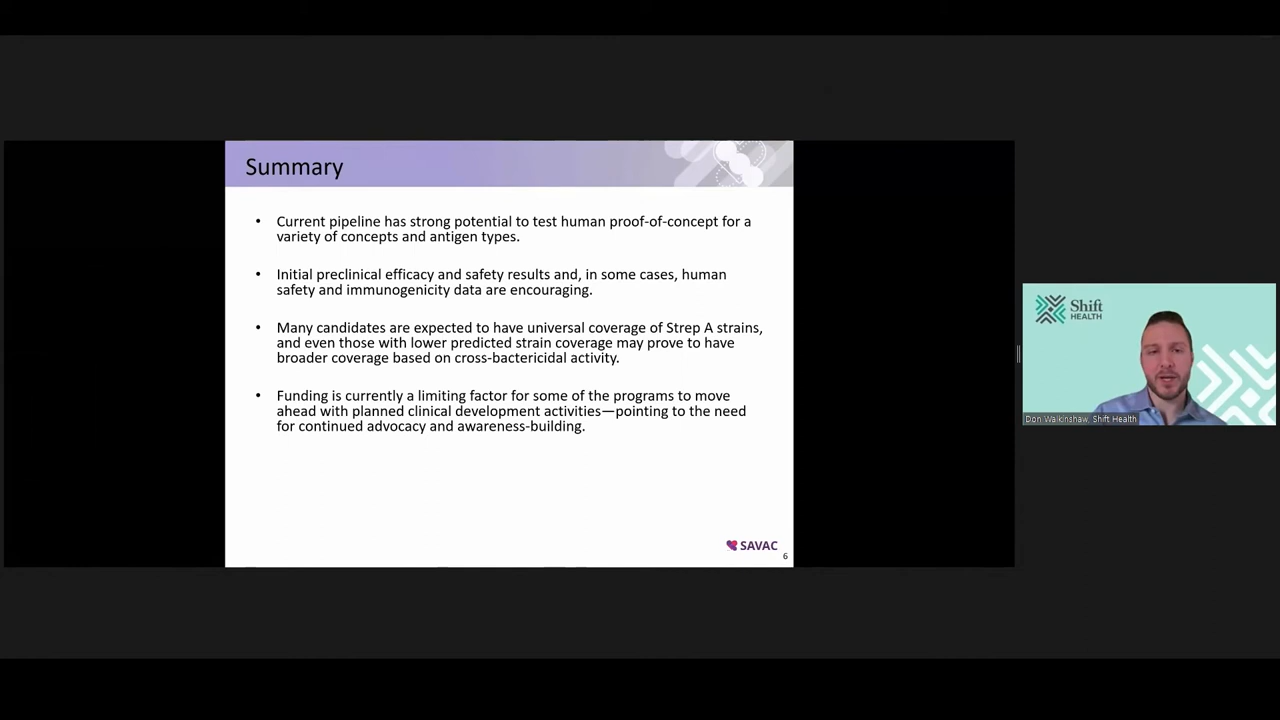 Summary
• Current pipeline has strong potential to test human proof-of-concept for a
variety of concepts and antigen types.
• Initial preclinical efficacy and safety results and, in some cases, human
safety and immunogenicity data are encouraging.
• Many candidates are expected to have universal coverage of Strep A strains,
and even those with lower predicted strain coverage may prove to have
broader coverage based on cross-bactericidal activity.
• Funding is currently a limiting factor for some of the programs to move
ahead with planned clinical development activities—pointing to the need
for continued advocacy and awareness-building.
SAVAC
6
Shift
HEALTH
Don Walkinshaw, Shift Health